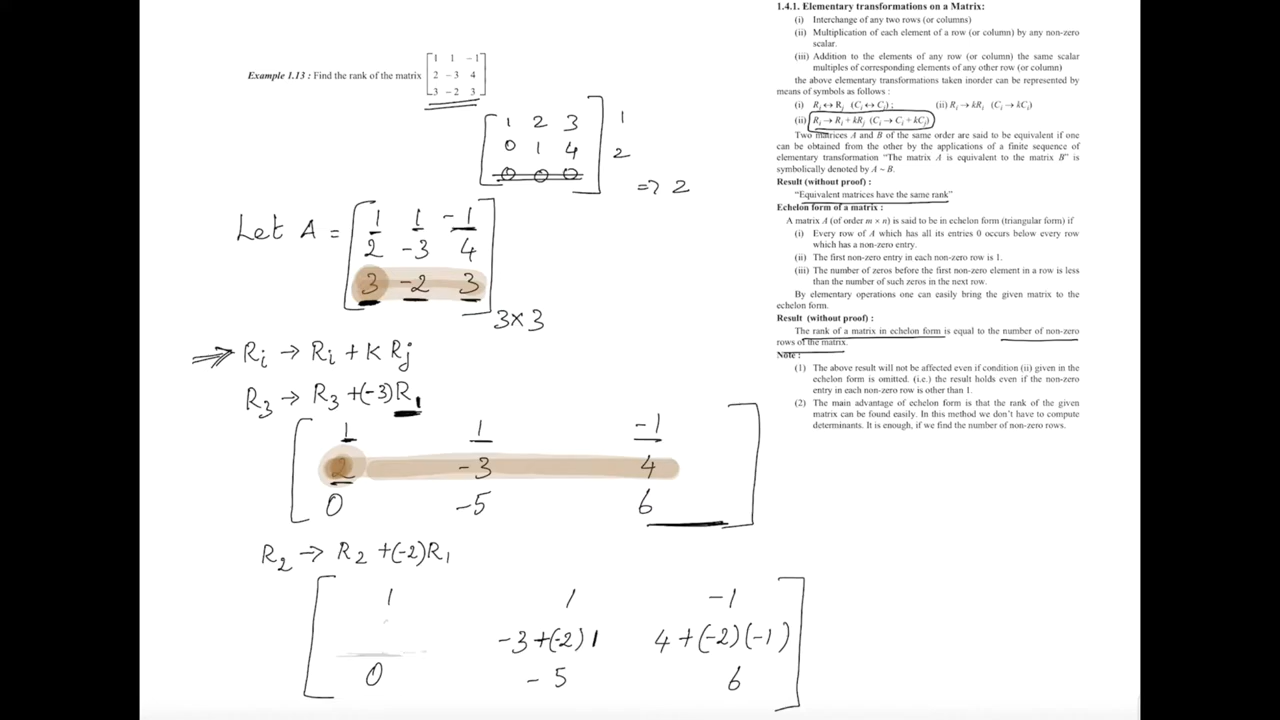 Example 1.13 : Find the rank of the matrix
1 1 −1
2 −3 4
3 −2 3
1 2 3 1
0 1 4 2
0 0 0
=> 2
Let A =
1 1 -1
2 -3 4
3 -2 3
3×3
⇒ Ri → Ri + K Rj
R3 → R3 +(-3)R1
1 1 -1
2 -3 4
0 -5 6
R2 → R2 +(-2)R1
1 1 -1
-3+(-2)1 4+(-2)(-1)
0 -5 6
1.4.1. Elementary transformations on a Matrix:
(i) Interchange of any two rows (or columns)
(ii) Multiplication of each element of a row (or column) by any non-zero
scalar.
(iii) Addition to the elements of any row (or column) the same scalar
multiples of corresponding elements of any other row (or column)
the above elementary transformations taken inorder can be represented by
means of symbols as follows :
(i) Ri ↔ Rj (Ci ↔ Cj) ; (ii) Ri → kRi (Ci → kCi)
(ii) Ri → Ri + kRj (Ci → Ci + kCj)
Two matrices A and B of the same order are said to be equivalent if one
can be obtained from the other by the applications of a finite sequence of
elementary transformation “The matrix A is equivalent to the matrix B” is
symbolically denoted by A ~ B.
Result (without proof) :
“Equivalent matrices have the same rank”
Echelon form of a matrix :
A matrix A (of order m × n) is said to be in echelon form (triangular form) if
(i) Every row of A which has all its entries 0 occurs below every row
which has a non-zero entry.
(ii) The first non-zero entry in each non-zero row is 1.
(iii) The number of zeros before the first non-zero element in a row is less
than the number of such zeros in the next row.
By elementary operations one can easily bring the given matrix to the
echelon form.
Result (without proof) :
The rank of a matrix in echelon form is equal to the number of non-zero
rows of the matrix.
Note :
(1) The above result will not be affected even if condition (ii) given in the
echelon form is omitted. (i.e.) the result holds even if the non-zero
entry in each non-zero row is other than 1.
(2) The main advantage of echelon form is that the rank of the given
matrix can be found easily. In this method we don’t have to compute
determinants. It is enough, if we find the number of non-zero rows.